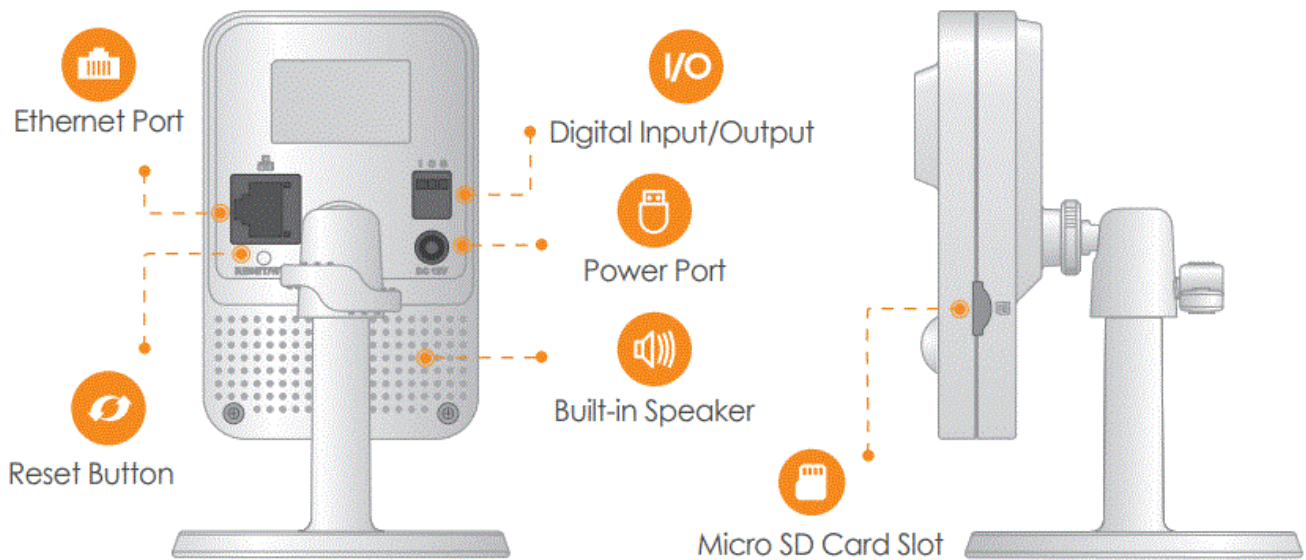 I/O
Ethernet Port
Digital Input/Output
DC 12V
Power Port
Built-in Speaker
Reset Button
Micro SD Card Slot